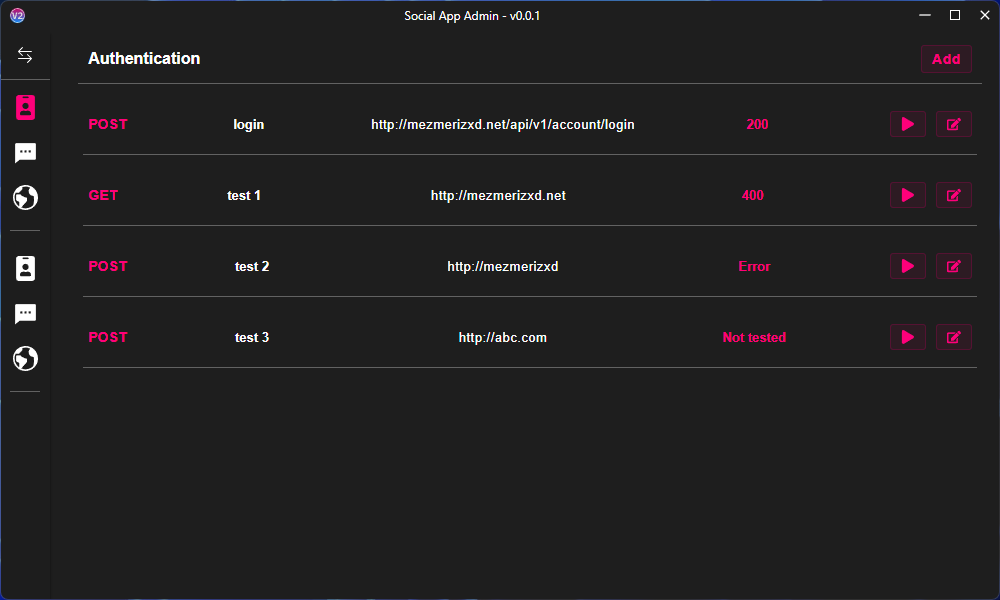 V2 Social App Admin - v0.0.1
Authentication Add
POST login http://mezmerizxd.net/api/v1/account/login 200
GET test 1 http://mezmerizxd.net 400
POST test 2 http://mezmerizxd Error
POST test 3 http://abc.com Not tested